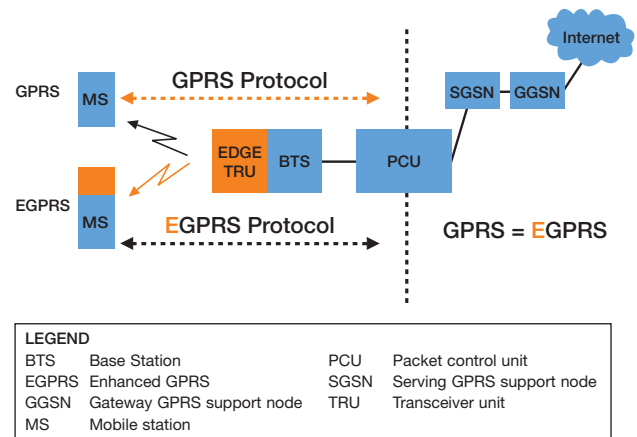 Internet
GPRS
MS
GPRS Protocol
SGSN
GGSN
EDGE
TRU
BTS
PCU
EGPRS
MS
EGPRS Protocol
GPRS = EGPRS
LEGEND
BTS Base Station
PCU Packet control unit
EGPRS Enhanced GPRS
SGSN Serving GPRS support node
GGSN Gateway GPRS support node
TRU Transceiver unit
MS Mobile station